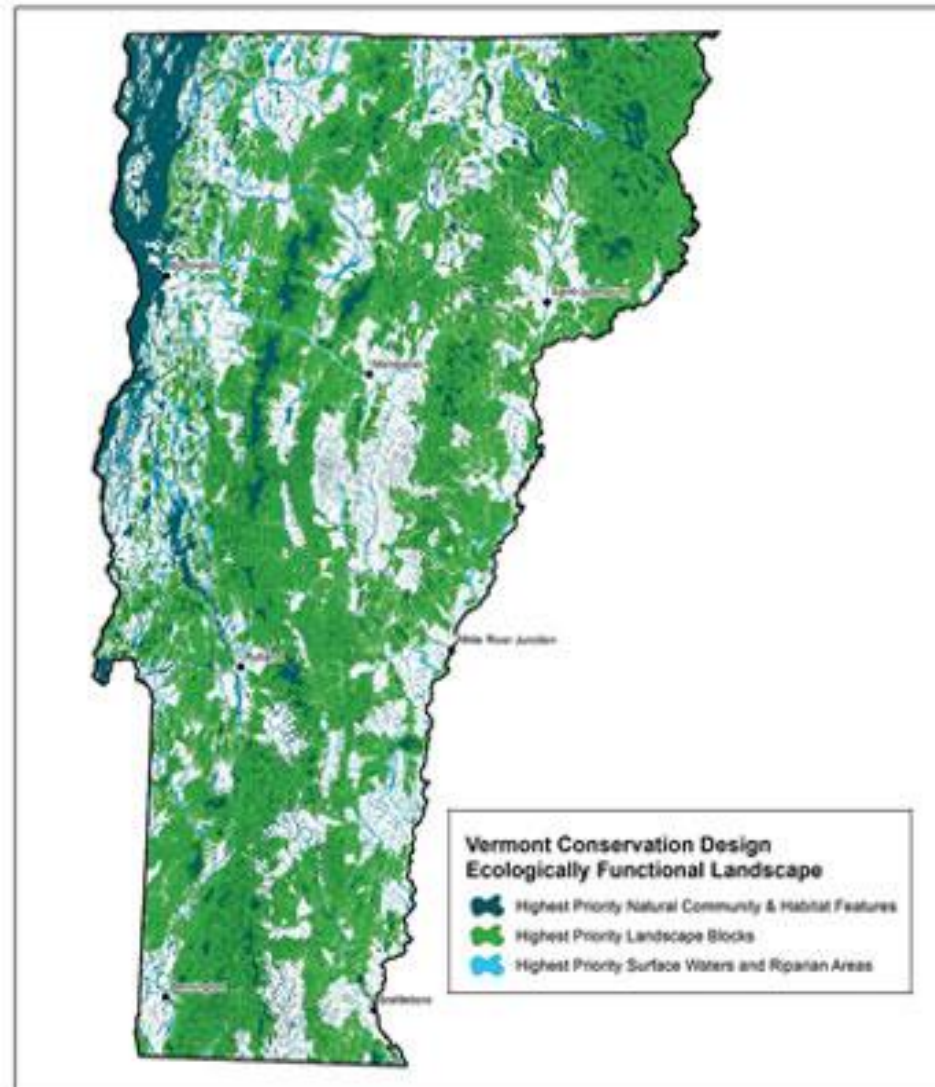 White River Junction
Brattleboro
Vermont Conservation Design
Ecologically Functional Landscape
Highest Priority Natural Community & Habitat Features
Highest Priority Landscape Blocks
Highest Priority Surface Waters and Riparian Areas